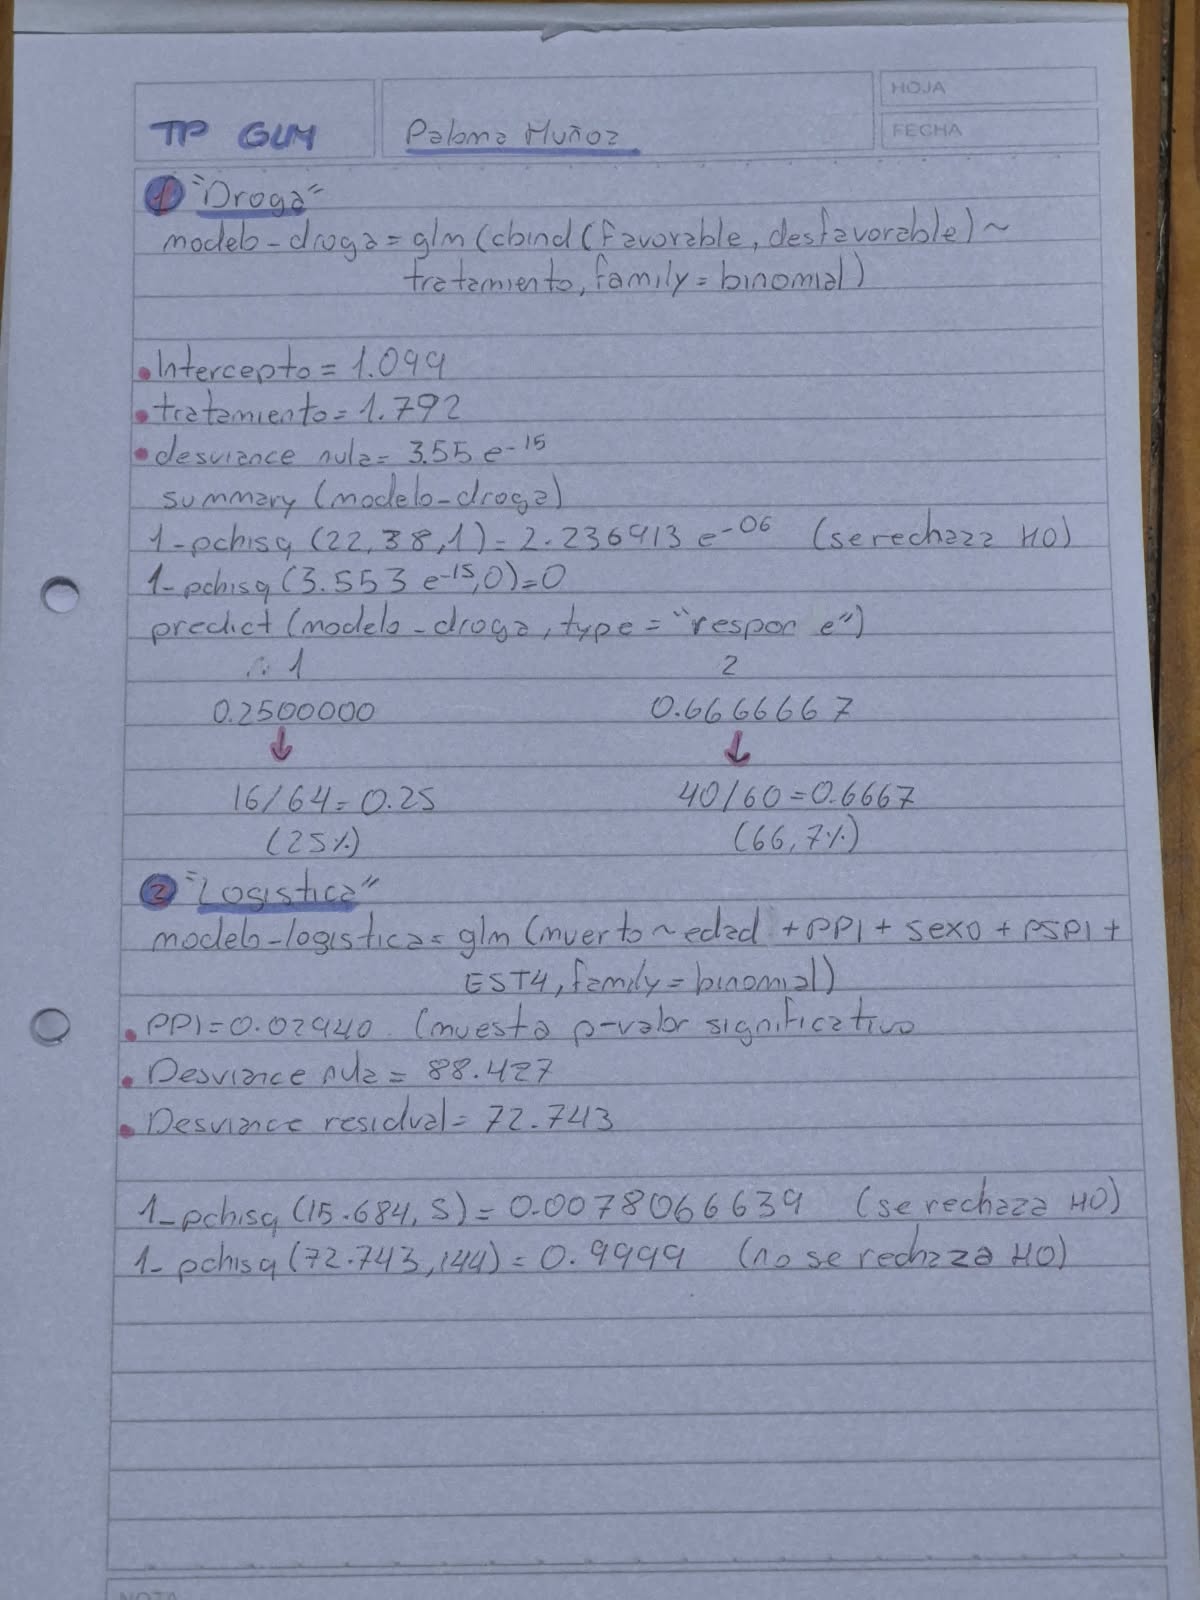 HOJA
TP GLM
Paloma Muñoz
FECHA
1 "Droga"
modelo-droga = glm (cbind (favorable, desfavorable) ~
tratamiento, family = binomial)
• Intercepto = 1.099
• tratamiento = 1.792
• desviance nula = 3.55 e-15
summary (modelo-droga)
1-pchisq (22,38,1) = 2.236913 e-06 (se rechaza H0)
1-pchisq (3.553 e-15,0)=0
predict (modelo-droga, type = "respon e")
1 2
0.2500000 0.6666667
↓ ↓
16/64 = 0.25 40/60 = 0.6667
(25%) (66,7%)
2 "Logistica"
modelo-logistica = glm (muerto ~ edad + PPI + sexo + PSPI +
EST4, family = binomial)
• PPI = 0.02940 (muesta p-valor significativo
• Desviance nula = 88.427
• Desviance residual = 72.743
1-pchisq (15.684, 5) = 0.0078066639 (se rechaza H0)
1-pchisq (72.743,144) = 0.9999 (no se rechaza H0)
NOTA